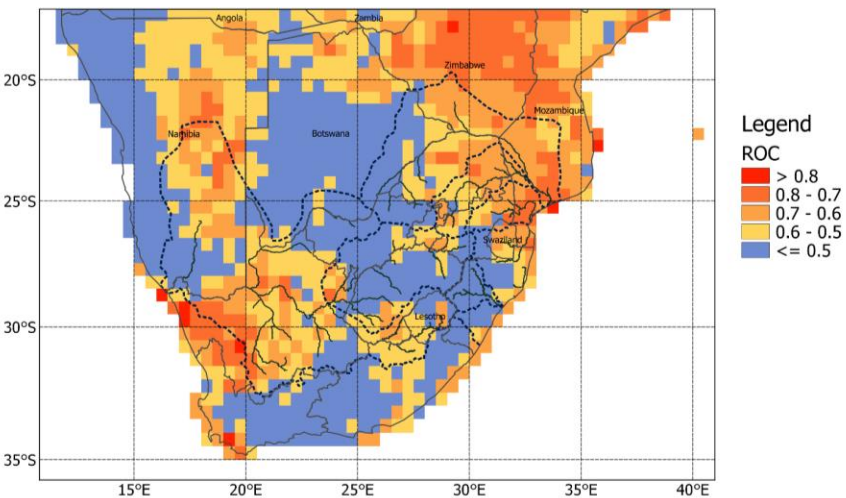 Angola
Zambia
20°S
Zimbabwe
Mozambique
Namibia
Botswana
25°S
Swaziland
30°S
Lesotho
35°S
15°E
20°E
25°E
30°E
35°E
40°E
Legend
ROC
> 0.8
0.8 - 0.7
0.7 - 0.6
0.6 - 0.5
<= 0.5